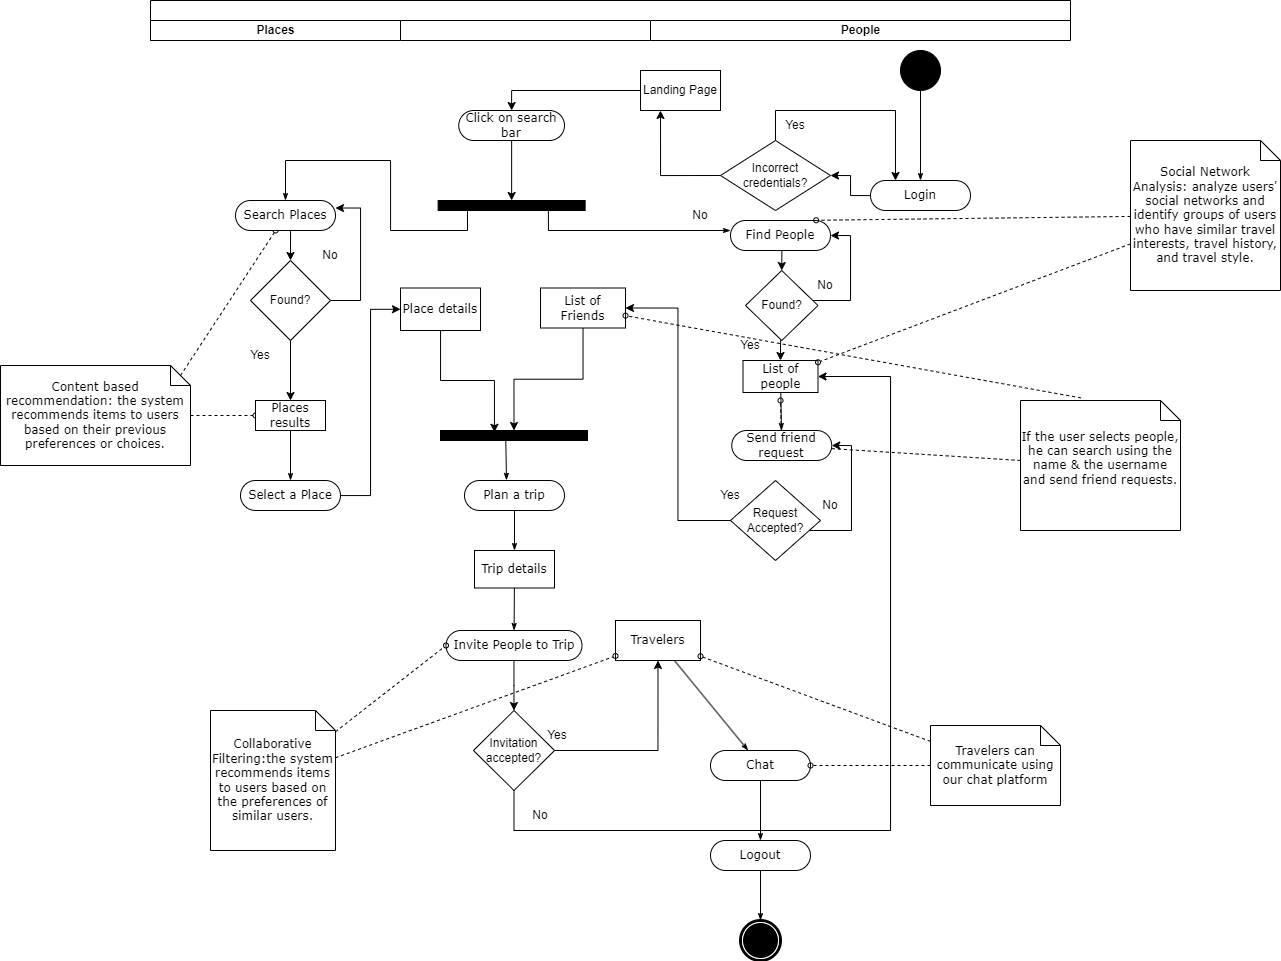 Places
People
Landing Page
Click on search
bar
Yes
Incorrect
credentials?
Login
Social Network
Analysis: analyze users'
social networks and
identify groups of users
who have similar travel
interests, travel history,
and travel style.
Search Places
No
Find People
No
Found?
Place details
List of
Friends
No
Found?
Yes
Yes
List of
people
Content based
recommendation: the system
recommends items to users
based on their previous
preferences or choices.
Places
results
Send friend
request
If the user selects people,
he can search using the
name & the username
and send friend requests.
Select a Place
Plan a trip
Yes
No
Request
Accepted?
Trip details
Invite People to Trip
Travelers
Collaborative
Filtering:the system
recommends items
to users based on
the preferences of
similar users.
Yes
Invitation
accepted?
Chat
Travelers can
communicate using
our chat platform
No
Logout